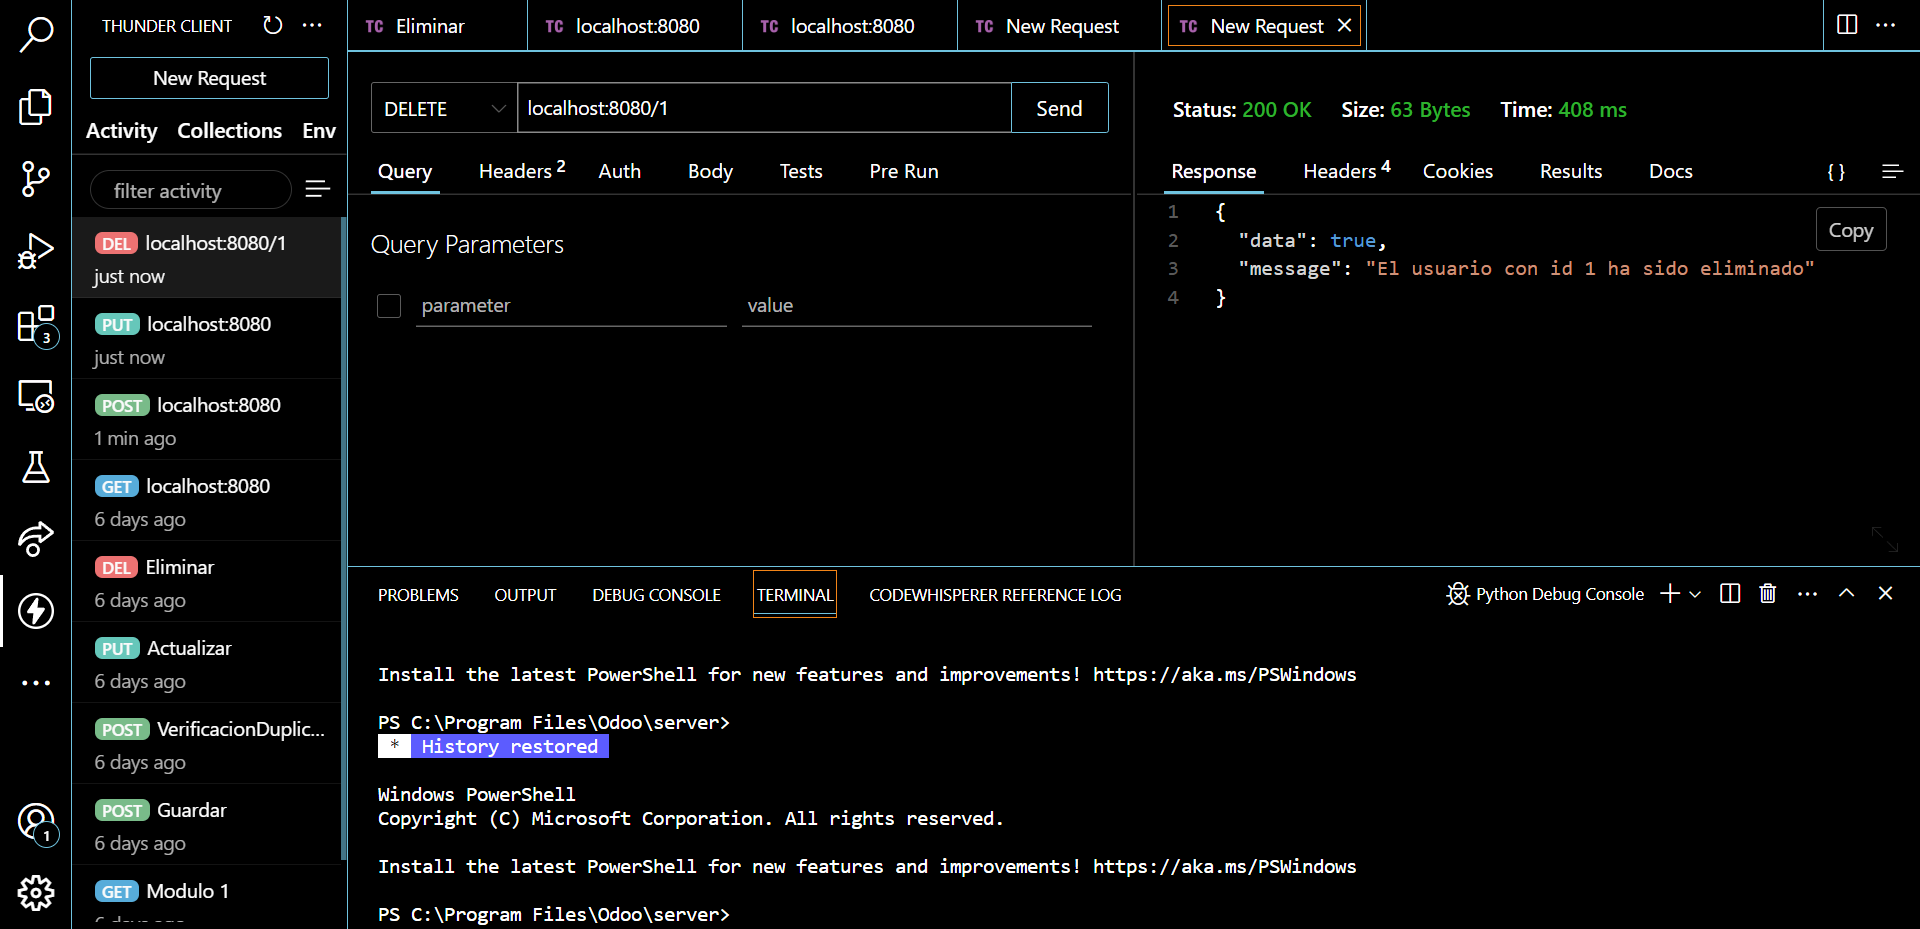 THUNDER CLIENT
New Request
Activity Collections Env
filter activity
DEL localhost:8080/1
just now
PUT localhost:8080
just now
POST localhost:8080
1 min ago
GET localhost:8080
6 days ago
DEL Eliminar
6 days ago
PUT Actualizar
6 days ago
POST VerificacionDuplic...
6 days ago
POST Guardar
6 days ago
GET Modulo 1
6 days ago
3
1
TC Eliminar
TC localhost:8080
TC localhost:8080
TC New Request
TC New Request
DELETE localhost:8080/1 Send
Query Headers 2 Auth Body Tests Pre Run
Query Parameters
parameter value
Status: 200 OK Size: 63 Bytes Time: 408 ms
Response Headers 4 Cookies Results Docs { }
Copy
1 {
2 "data": true,
3 "message": "El usuario con id 1 ha sido eliminado"
4 }
PROBLEMS OUTPUT DEBUG CONSOLE TERMINAL CODEWHISPERER REFERENCE LOG
Python Debug Console
Install the latest PowerShell for new features and improvements! https://aka.ms/PSWindows
PS C:\Program Files\Odoo\server>
* History restored
Windows PowerShell
Copyright (C) Microsoft Corporation. All rights reserved.
Install the latest PowerShell for new features and improvements! https://aka.ms/PSWindows
PS C:\Program Files\Odoo\server>